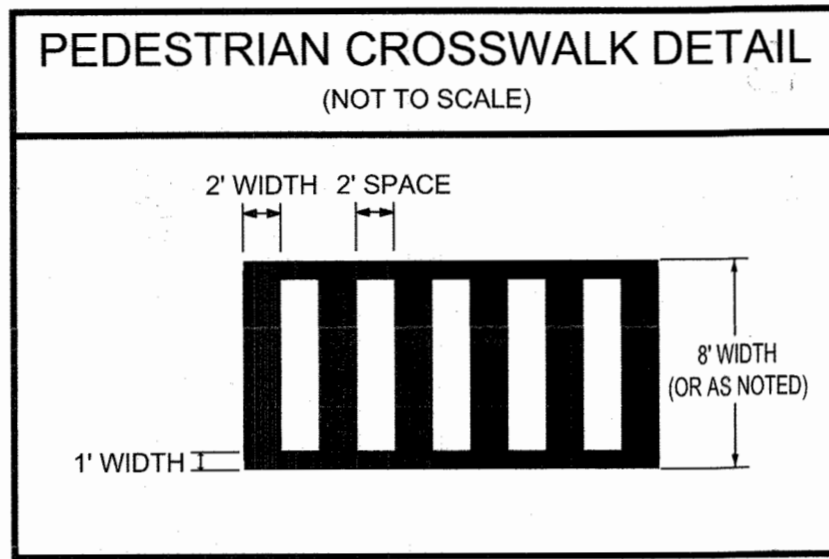 PEDESTRIAN CROSSWALK DETAIL
(NOT TO SCALE)
2' WIDTH 2' SPACE
8' WIDTH
(OR AS NOTED)
1' WIDTH